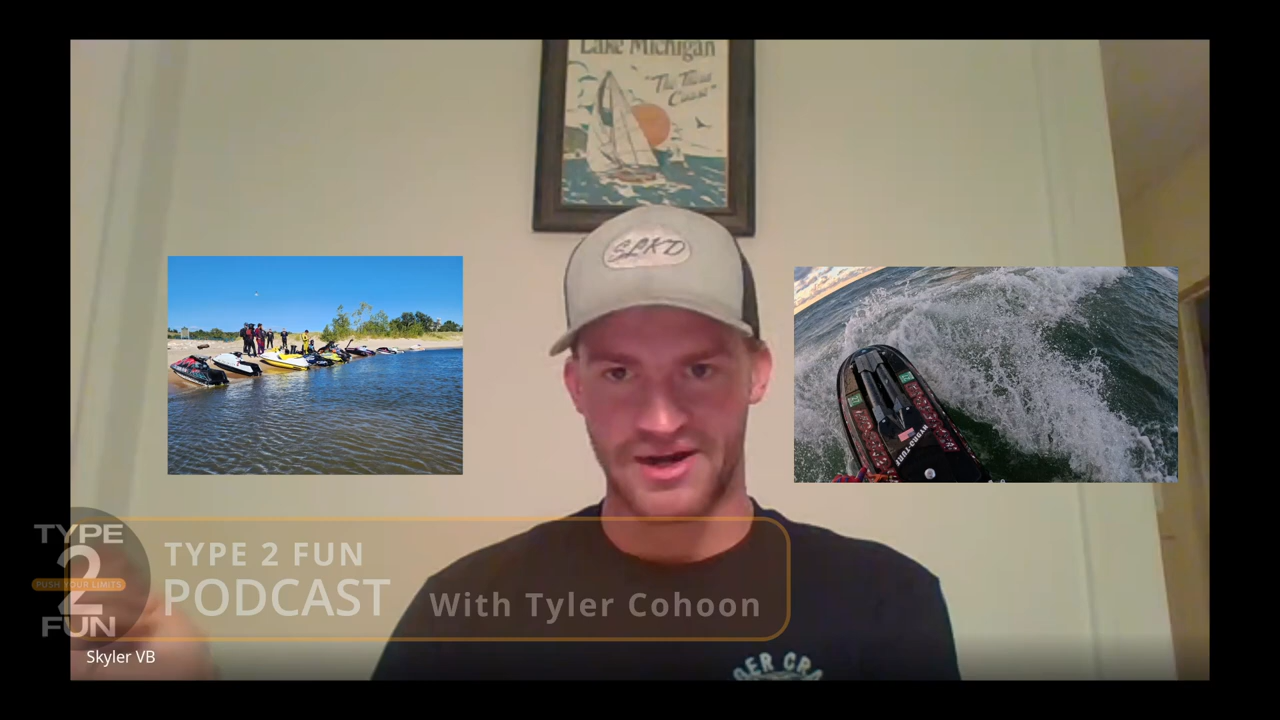 Lake Michigan
"The Third
Coast"
SLKD
TYPE
2
PUSH YOUR LIMITS
FUN
TYPE 2 FUN
PODCAST
With Tyler Cohoon
Skyler VB